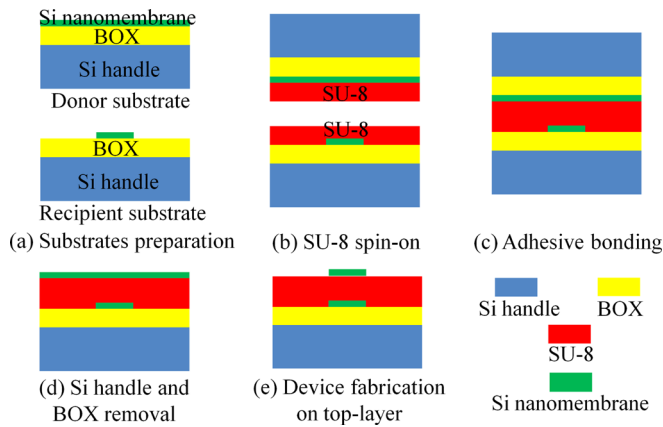 Si nanomembrane
BOX
Si handle
Donor substrate
BOX
Si handle
Recipient substrate
(a) Substrates preparation
SU-8
SU-8
(b) SU-8 spin-on
(c) Adhesive bonding
(d) Si handle and
BOX removal
(e) Device fabrication
on top-layer
Si handle
BOX
SU-8
Si nanomembrane